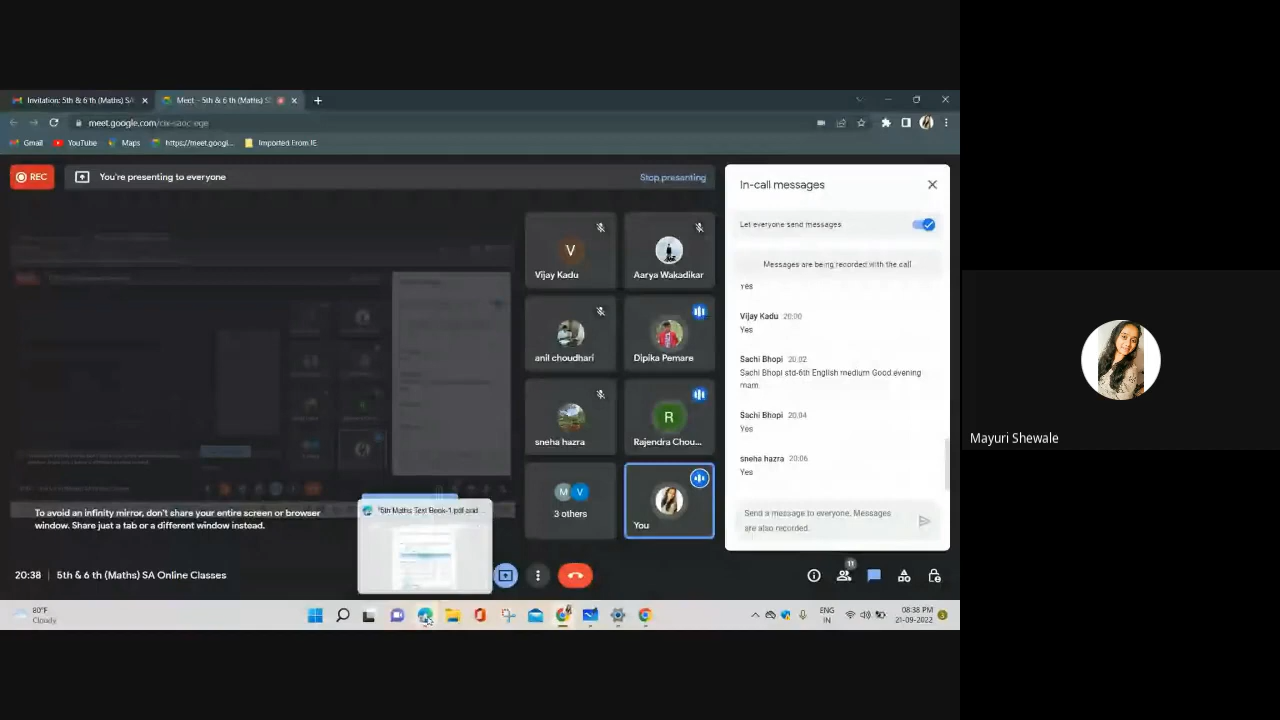 Invitation: 5th & 6 th (Maths) SA
Meet - 5th & 6 th (Maths) S
meet.google.com/
Gmail
YouTube
Maps
https://meet.googl...
Imported From IE
REC
You're presenting to everyone
Stop presenting
In-call messages
Let everyone send messages
Messages are being recorded with the call
Yes
Vijay Kadu 20:00
Yes
Sachi Bhopi 20:02
Sachi Bhopi std-6th English medium Good evening
mam
Sachi Bhopi 20:04
Yes
sneha hazra 20:06
Yes
Send a message to everyone. Messages
are also recorded.
V
Vijay Kadu
Aarya Wakadikar
anil choudhari
Dipika Pemare
sneha hazra
R
Rajendra Chou...
M V
3 others
You
To avoid an infinity mirror, don't share your entire screen or browser
window. Share just a tab or a different window instead.
5th Maths Text Book-1.pdf and...
20:38 | 5th & 6 th (Maths) SA Online Classes
11
80°F
Cloudy
ENG
IN
08:38 PM
21-09-2022
Mayuri Shewale